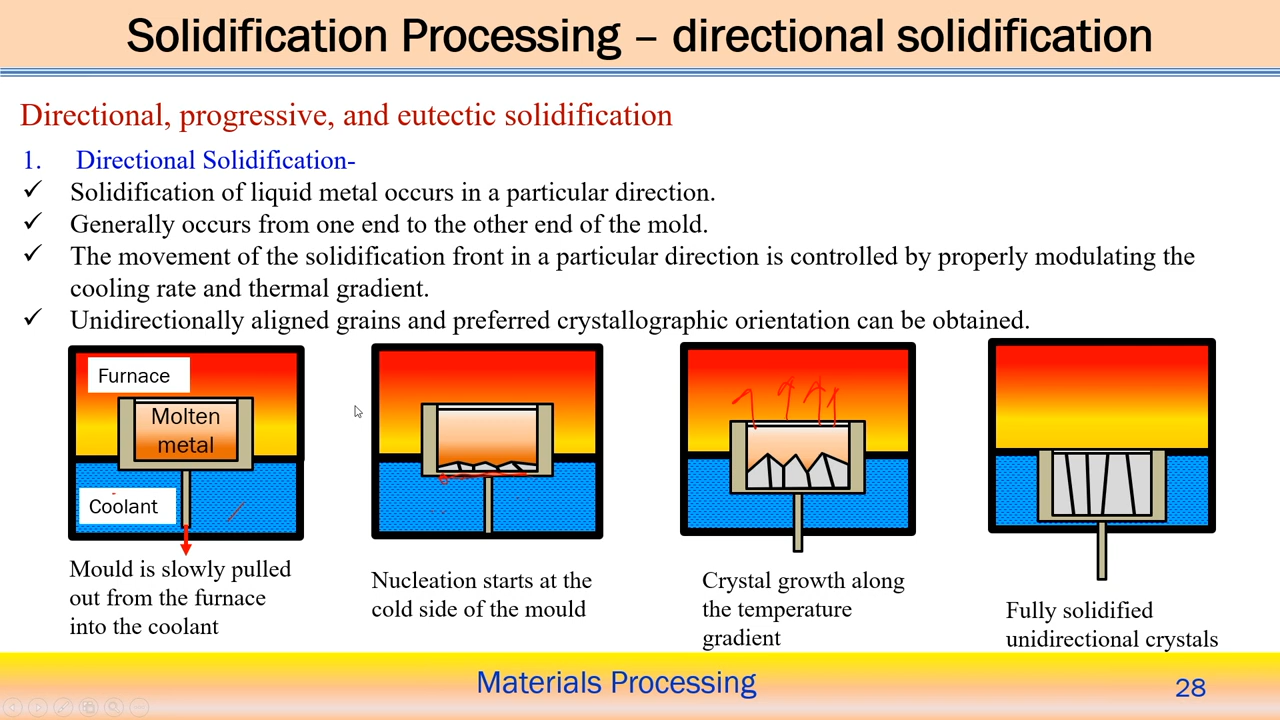 Solidification Processing – directional solidification
Directional, progressive, and eutectic solidification
1. Directional Solidification-
✓ Solidification of liquid metal occurs in a particular direction.
✓ Generally occurs from one end to the other end of the mold.
✓ The movement of the solidification front in a particular direction is controlled by properly modulating the
cooling rate and thermal gradient.
✓ Unidirectionally aligned grains and preferred crystallographic orientation can be obtained.
Furnace
Molten
metal
Coolant
Mould is slowly pulled
out from the furnace
into the coolant
Nucleation starts at the
cold side of the mould
Crystal growth along
the temperature
gradient
Fully solidified
unidirectional crystals
Materials Processing
28